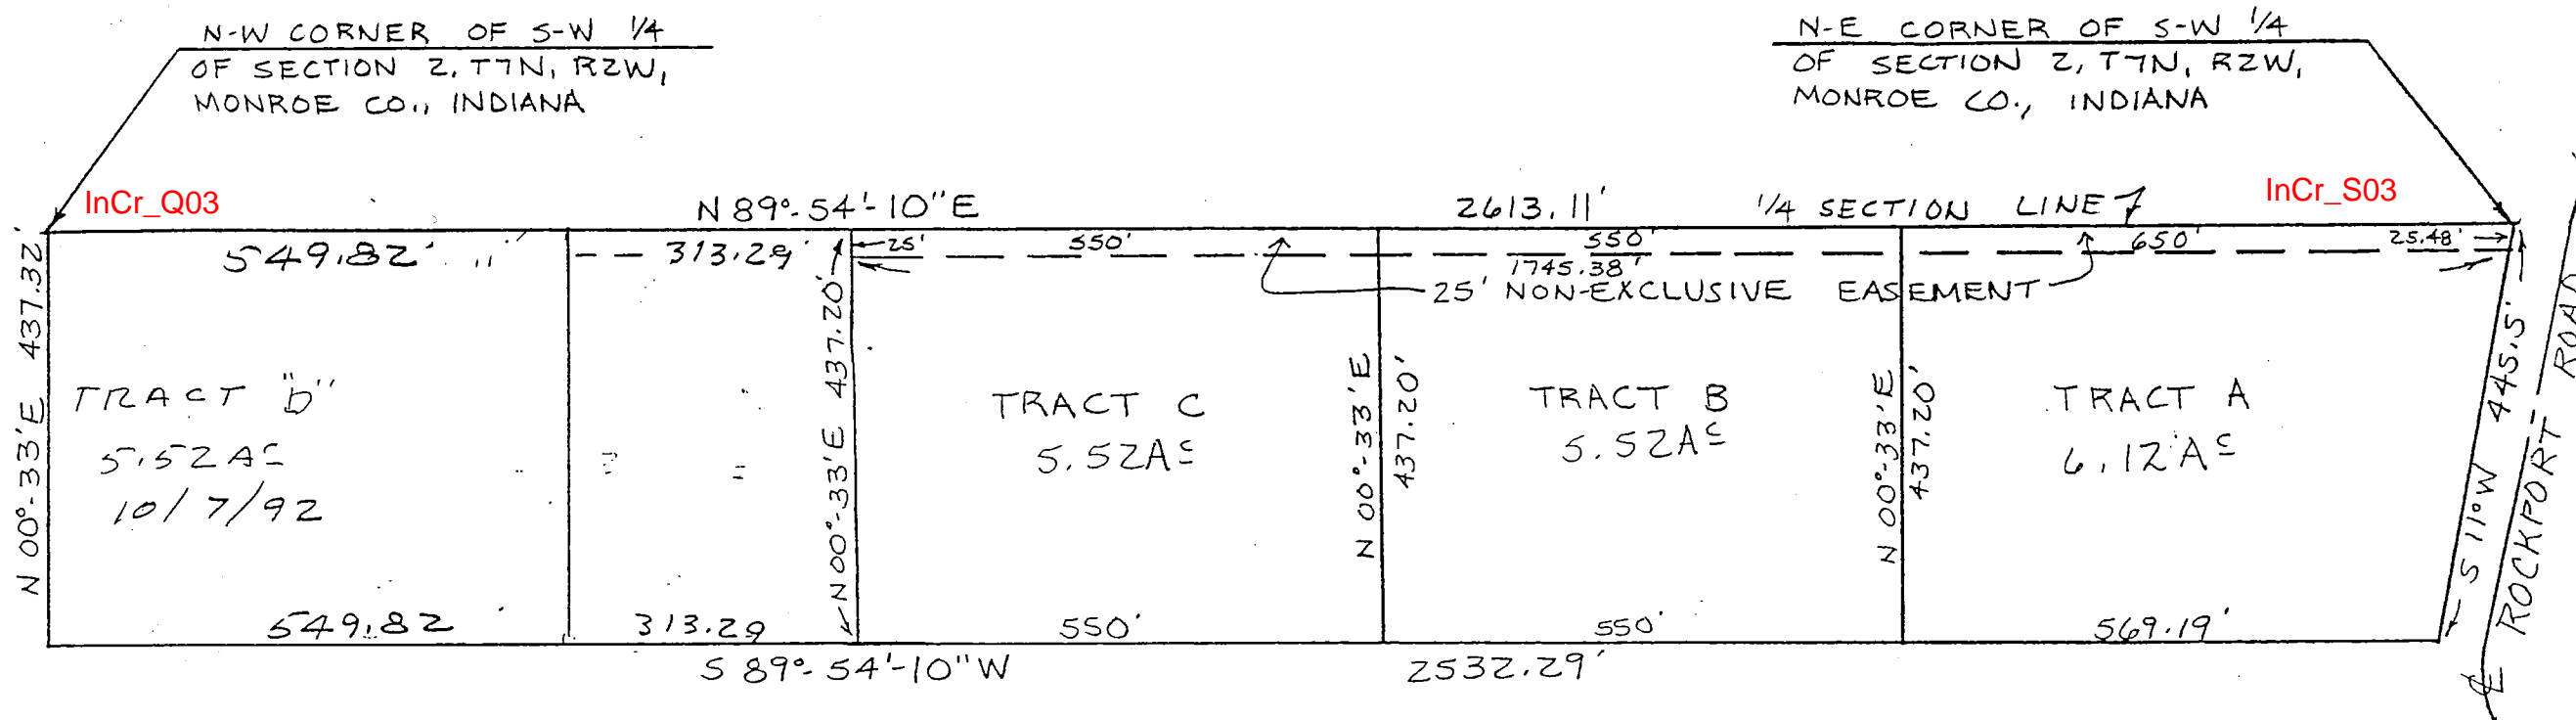 N-W CORNER OF S-W 1/4
OF SECTION 2, T7N, R2W,
MONROE CO., INDIANA
N-E CORNER OF S-W 1/4
OF SECTION 2, T7N, R2W,
MONROE CO., INDIANA
InCr_Q03
InCr_S03
N 89°-54'-10"E
2613.11'
1/4 SECTION LINE
549.82'
313.29'
25'
550'
550'
650'
25.48'
1745.38'
25' NON-EXCLUSIVE EASEMENT
N 00°-33'E 437.32'
TRACT "D"
5.52 Ac
10/7/92
N 00°-33'E 437.20'
TRACT C
5.52 Ac
N 00°-33'E
437.20'
TRACT B
5.52 Ac
N 00°-33'E
437.20'
TRACT A
6.12 Ac
S 11°W 445.5'
℄ ROCKPORT ROAD
549.82
313.29
550'
550'
569.19'
S 89°-54'-10"W
2532.29'